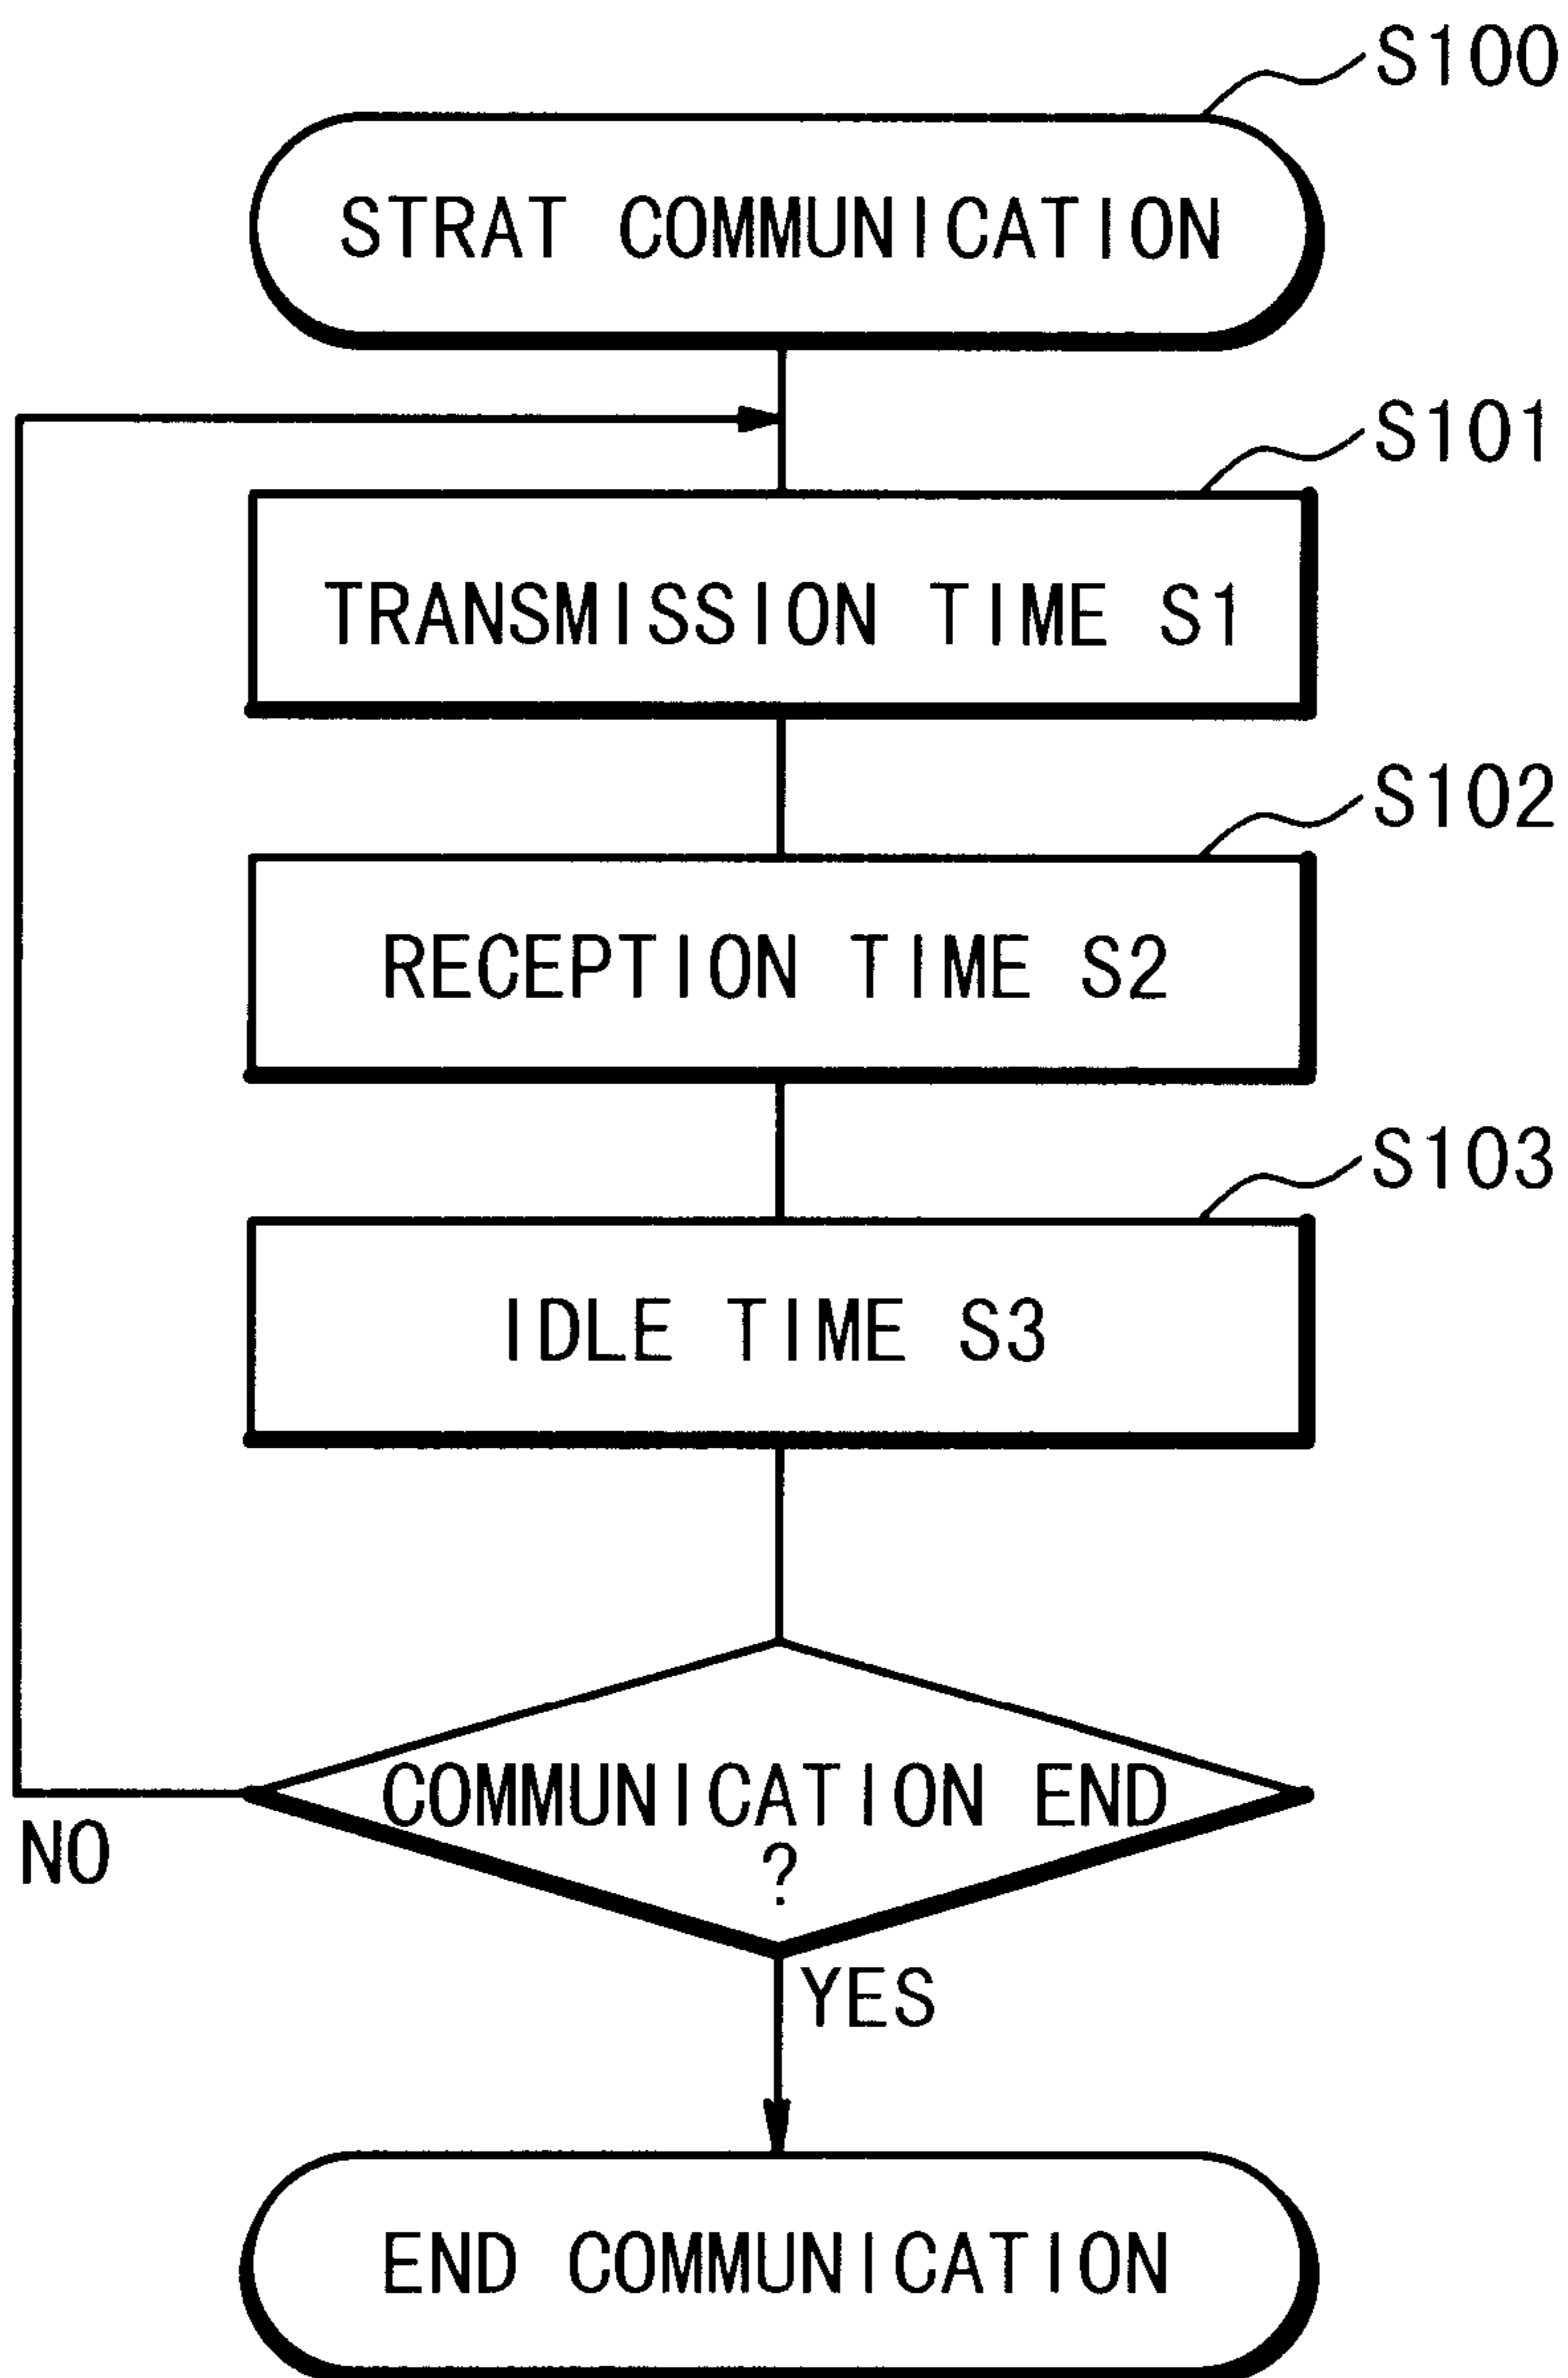 S100
STRAT COMMUNICATION
S101
TRANSMISSION TIME S1
S102
RECEPTION TIME S2
S103
IDLE TIME S3
COMMUNICATION END
?
NO
YES
END COMMUNICATION